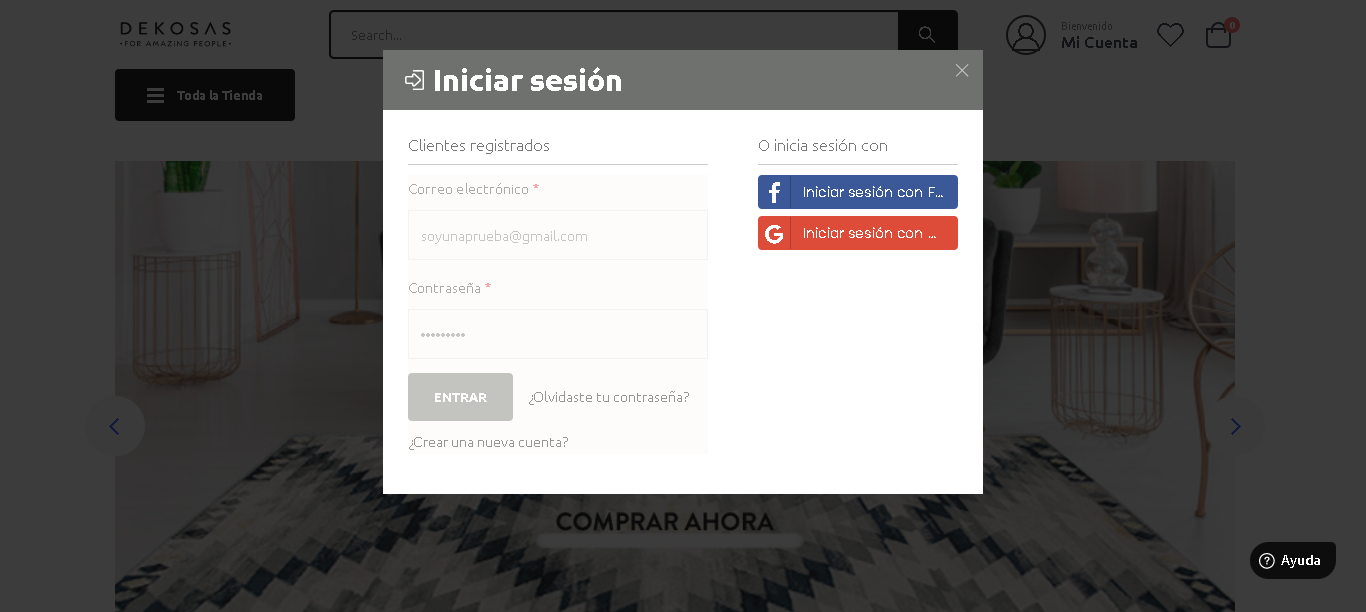 DEKOSAS
•FOR AMAZING PEOPLE•
Search...
Bienvenido
Mi Cuenta
0
Toda la Tienda
Iniciar sesión
Clientes registrados
O inicia sesión con
Correo electrónico *
Iniciar sesión con F...
soyunaprueba@gmail.com
Iniciar sesión con ...
Contraseña *
•••••••••
ENTRAR
¿Olvidaste tu contraseña?
¿Crear una nueva cuenta?
COMPRAR AHORA
Ayuda